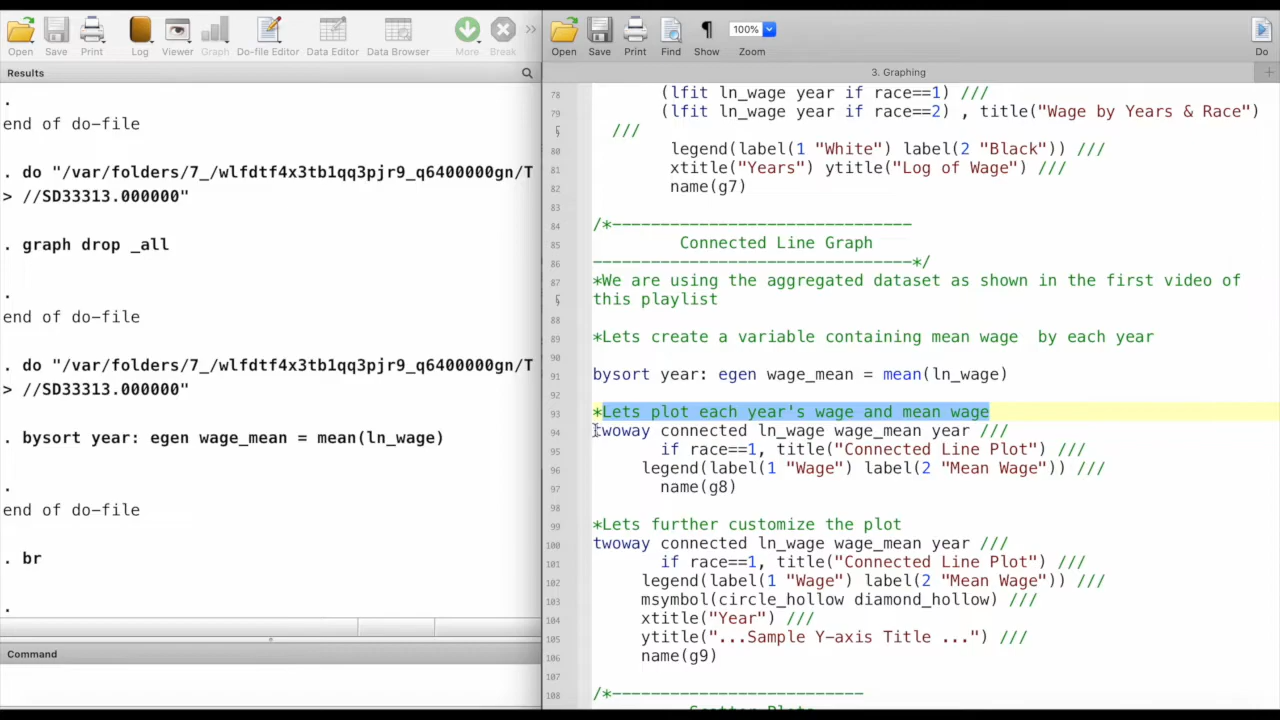 Open
Save
Print
Log
Viewer
Graph
Do-file Editor
Data Editor
Data Browser
More
Break
»
Results
.
end of do-file
. do "/var/folders/7_/wlfdtf4x3tb1qq3pjr9_q6400000gn/T
> //SD33313.000000"
. graph drop _all
.
end of do-file
. do "/var/folders/7_/wlfdtf4x3tb1qq3pjr9_q6400000gn/T
> //SD33313.000000"
. bysort year: egen wage_mean = mean(ln_wage)
.
end of do-file
. br
.
Command
Open
Save
Print
Find
¶
Show
100%
Zoom
Do
3. Graphing
+
78 (lfit ln_wage year if race==1) ///
79 (lfit ln_wage year if race==2) , title("Wage by Years & Race")
///
80 legend(label(1 "White") label(2 "Black")) ///
81 xtitle("Years") ytitle("Log of Wage") ///
82 name(g7)
83
84 /*-------------------------------
85 Connected Line Graph
86 ---------------------------------*/
87 *We are using the aggregated dataset as shown in the first video of
this playlist
88
89 *Lets create a variable containing mean wage  by each year
90
91 bysort year: egen wage_mean = mean(ln_wage)
92
93 *Lets plot each year's wage and mean wage
94 twoway connected ln_wage wage_mean year ///
95 if race==1, title("Connected Line Plot") ///
96 legend(label(1 "Wage") label(2 "Mean Wage")) ///
97 name(g8)
98
99 *Lets further customize the plot
100 twoway connected ln_wage wage_mean year ///
101 if race==1, title("Connected Line Plot") ///
102 legend(label(1 "Wage") label(2 "Mean Wage")) ///
103 msymbol(circle_hollow diamond_hollow) ///
104 xtitle("Year") ///
105 ytitle("...Sample Y-axis Title ...") ///
106 name(g9)
107
108 /*--------------------------
Scatter Plots